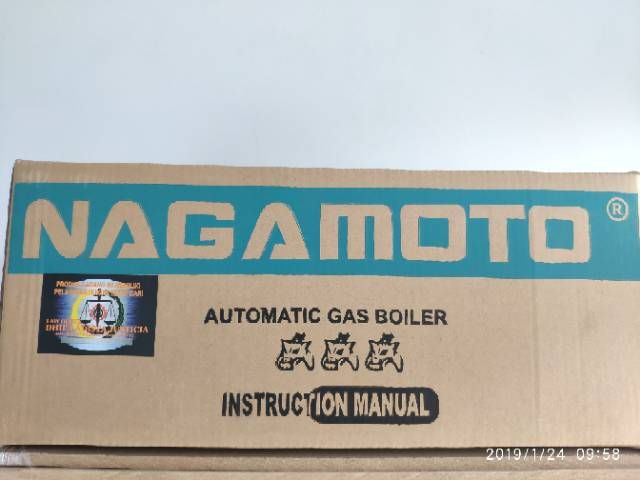 NAGAMOTO ®
AUTOMATIC GAS BOILER
INSTRUCTION MANUAL
2019/1/24 09:58